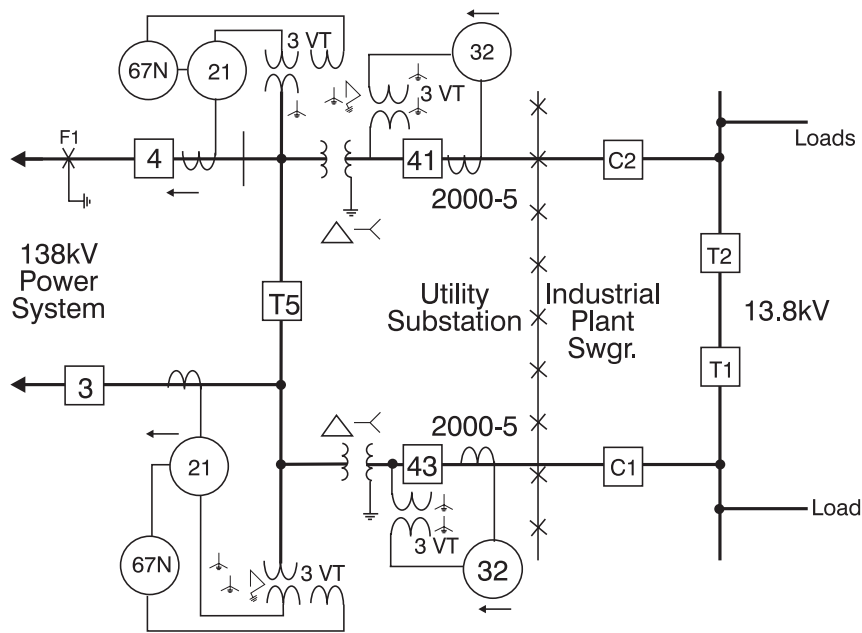 3 VT
67N
21
32
3 VT
F1
4
41
C2
Loads
2000-5
138kV
Power
System
T5
Utility
Substation
Industrial
Plant
Swgr.
T2
13.8kV
T1
3
2000-5
21
43
C1
Load
67N
3 VT
3 VT
32